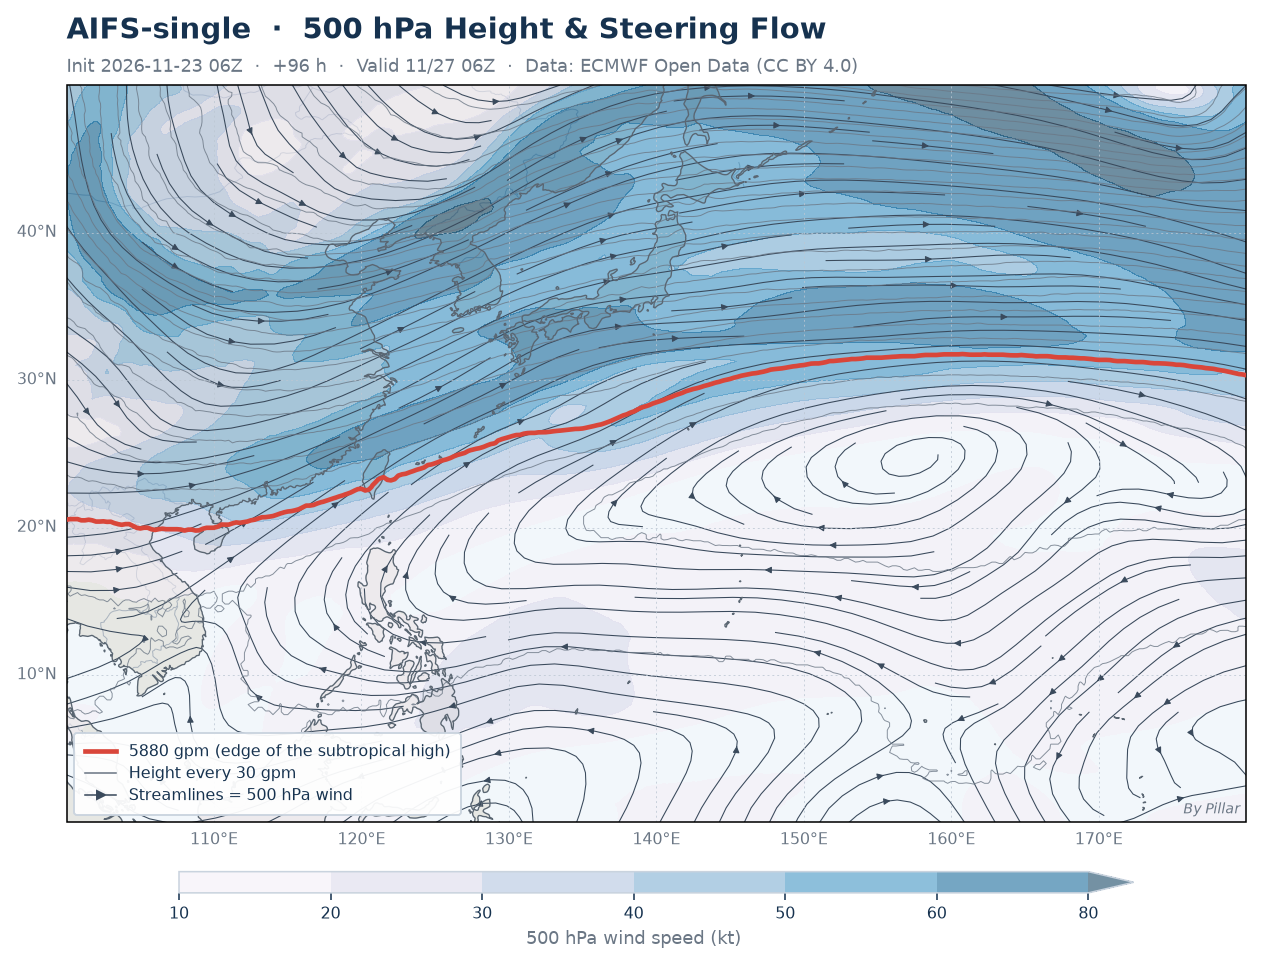 AIFS-single · 500 hPa Height & Steering Flow
Init 2026-11-23 06Z · +96 h · Valid 11/27 06Z · Data: ECMWF Open Data (CC BY 4.0)
40°N
30°N
20°N
10°N
5880 gpm (edge of the subtropical high)
Height every 30 gpm
Streamlines = 500 hPa wind
By Pillar
110°E 120°E 130°E 140°E 150°E 160°E 170°E
10 20 30 40 50 60 80
500 hPa wind speed (kt)